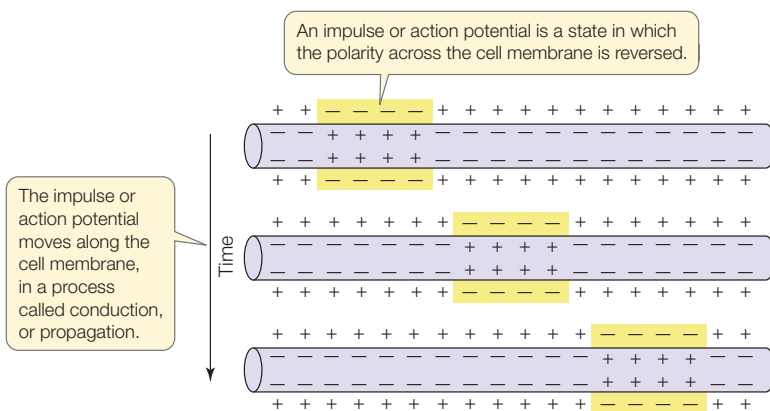 An impulse or action potential is a state in which
the polarity across the cell membrane is reversed.
+ + — — — — + + + + + + + + + + + +
— — + + + + — — — — — — — — — — — —
— — + + + + — — — — — — — — — — — —
+ + — — — — + + + + + + + + + + + +
The impulse or
action potential
moves along the
cell membrane,
in a process
called conduction,
or propagation.
Time
+ + + + + + + — — — — + + + + + + +
— — — — — — — + + + + — — — — — — —
— — — — — — — + + + + — — — — — — —
+ + + + + + + — — — — + + + + + + +
+ + + + + + + + + + + + — — — — + +
— — — — — — — — — — — — + + + + — —
— — — — — — — — — — — — + + + + — —
+ + + + + + + + + + + + — — — — + +